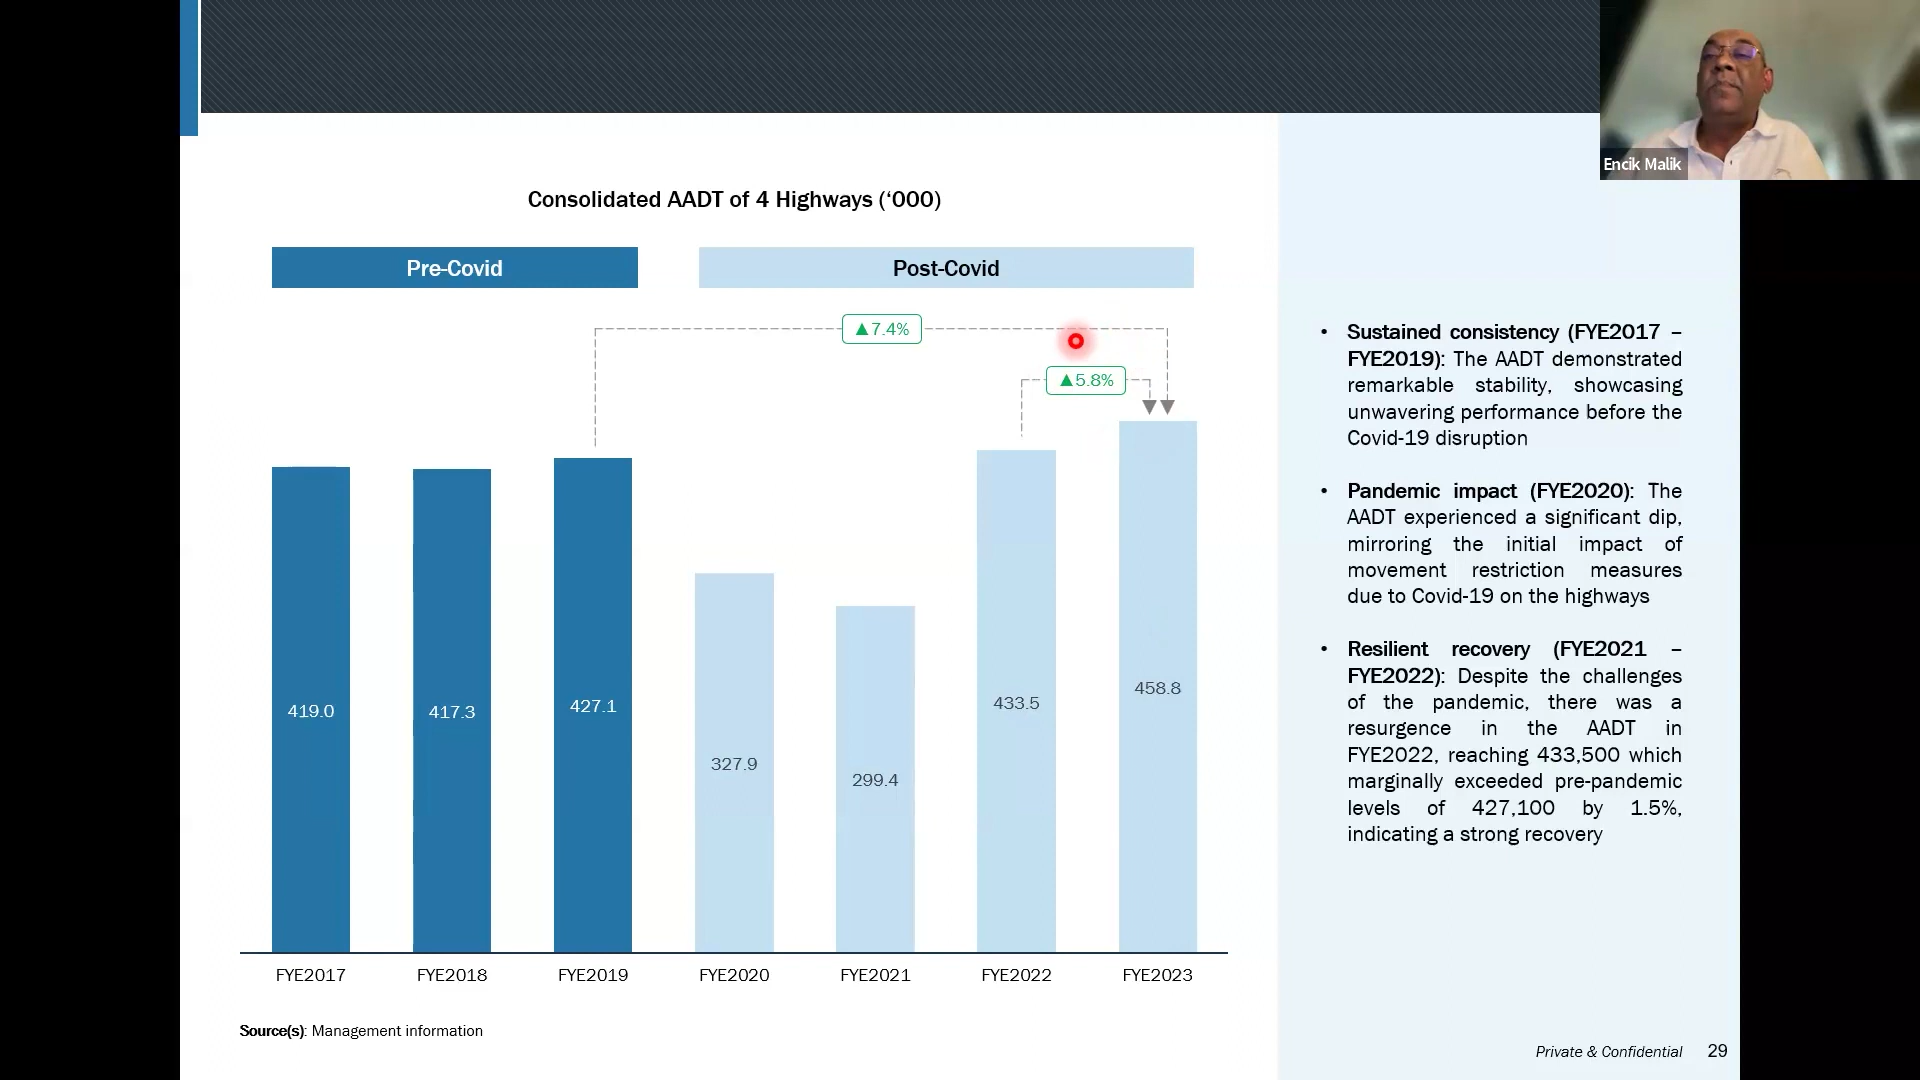 Encik Malik
Consolidated AADT of 4 Highways (‘000)
Pre-Covid
Post-Covid
▲7.4%
▲5.8%
419.0
417.3
427.1
327.9
299.4
433.5
458.8
FYE2017
FYE2018
FYE2019
FYE2020
FYE2021
FYE2022
FYE2023
Source(s): Management information
• Sustained consistency (FYE2017 –
FYE2019): The AADT demonstrated
remarkable stability, showcasing
unwavering performance before the
Covid-19 disruption
• Pandemic impact (FYE2020): The
AADT experienced a significant dip,
mirroring the initial impact of
movement restriction measures
due to Covid-19 on the highways
• Resilient recovery (FYE2021 –
FYE2022): Despite the challenges
of the pandemic, there was a
resurgence in the AADT in
FYE2022, reaching 433,500 which
marginally exceeded pre-pandemic
levels of 427,100 by 1.5%,
indicating a strong recovery
Private & Confidential 29